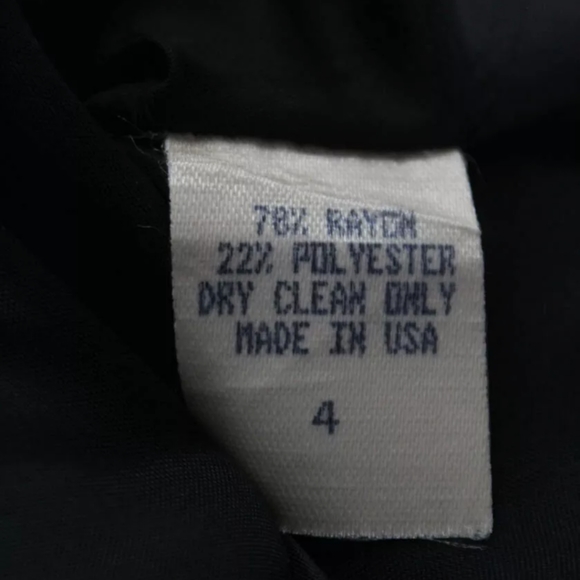 78% RAYON
22% POLYESTER
DRY CLEAN ONLY
MADE IN USA
4